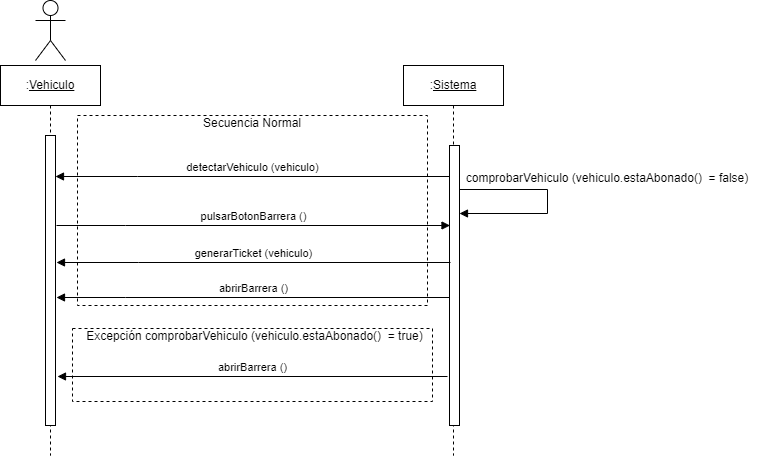 :Vehiculo
:Sistema
Secuencia Normal
detectarVehiculo (vehiculo)
comprobarVehiculo (vehiculo.estaAbonado() = false)
pulsarBotonBarrera ()
generarTicket (vehiculo)
abrirBarrera ()
Excepción comprobarVehiculo (vehiculo.estaAbonado() = true)
abrirBarrera ()